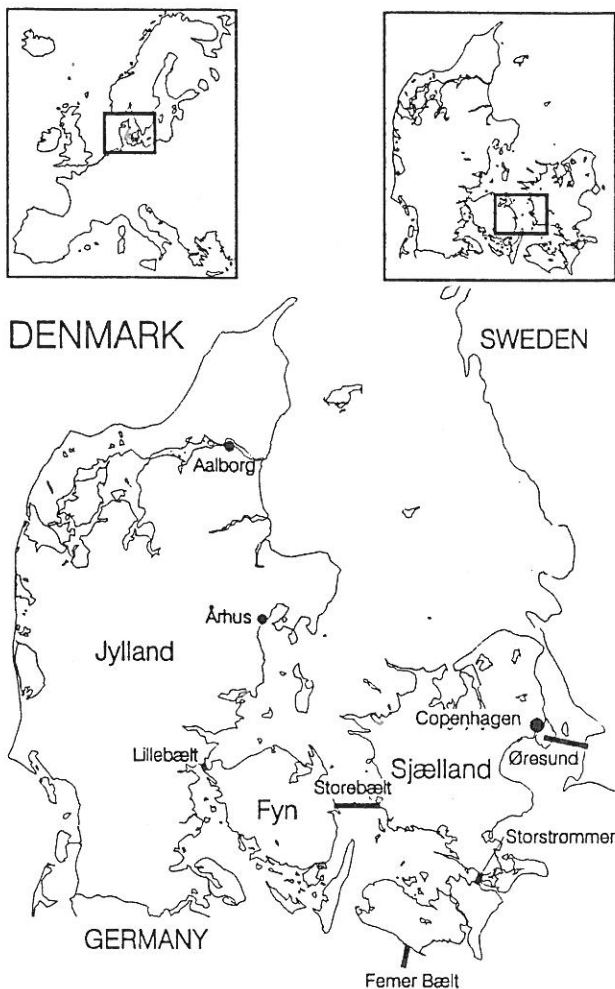 DENMARK
SWEDEN
Aalborg
Århus
Jylland
Copenhagen
Øresund
Lillebælt
Sjælland
Storebælt
Fyn
Storstrømmen
GERMANY
Femer Bælt